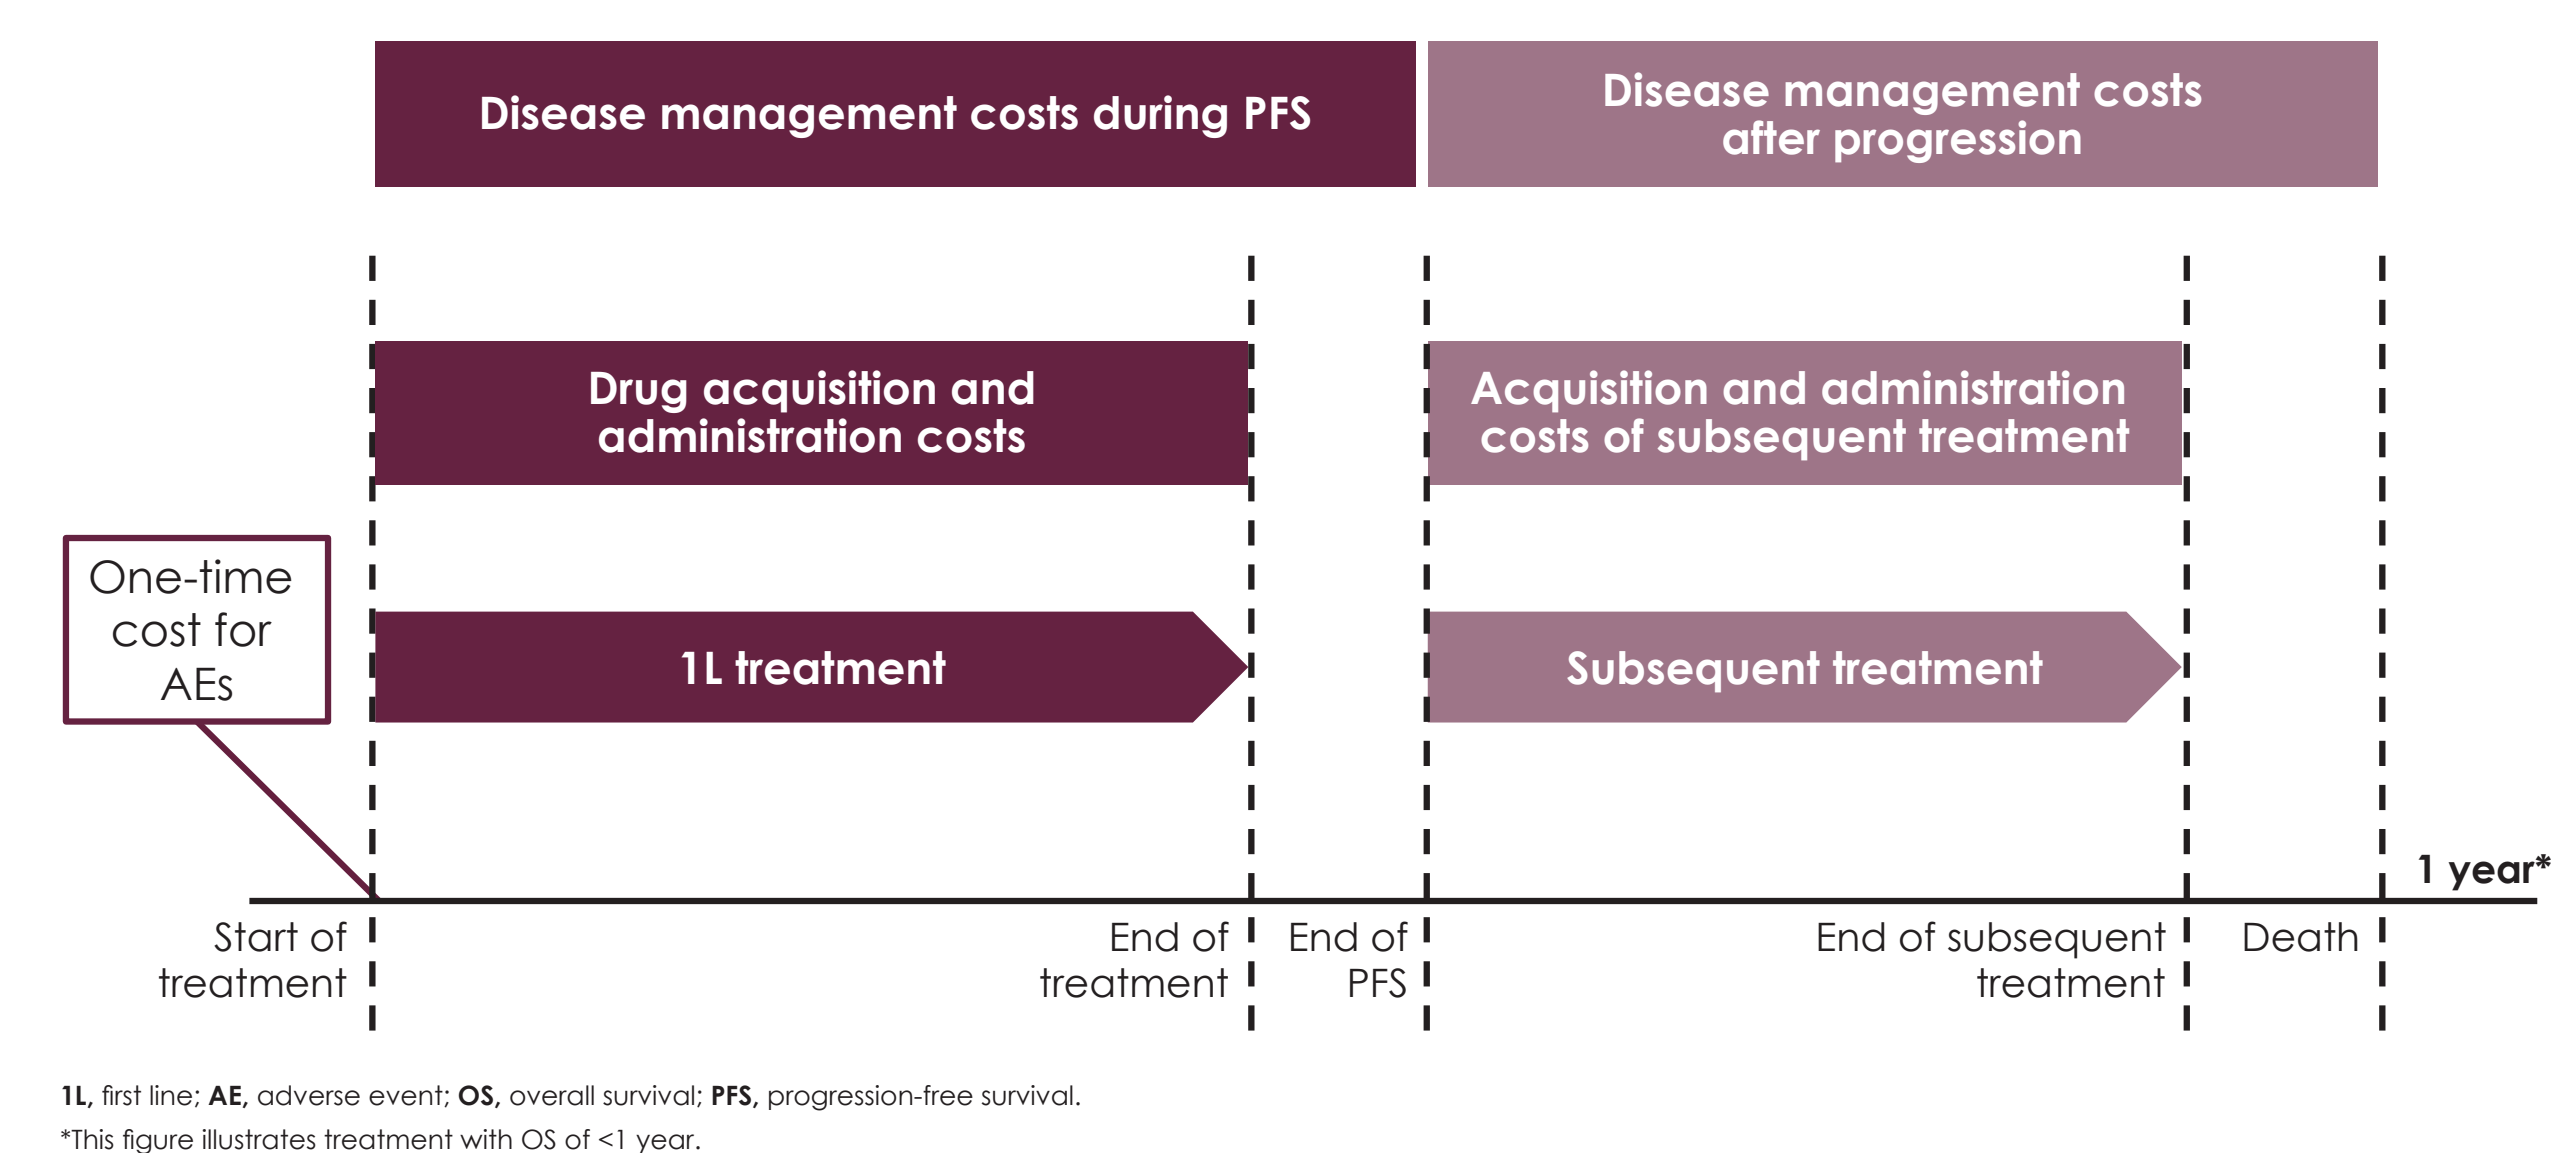 Disease management costs during PFS
Disease management costs
after progression
Drug acquisition and
administration costs
Acquisition and administration
costs of subsequent treatment
One-time
cost for
AEs
1L treatment
Subsequent treatment
1 year*
Start of
treatment
End of
treatment
End of
PFS
End of subsequent
treatment
Death
1L, first line; AE, adverse event; OS, overall survival; PFS, progression-free survival.
*This figure illustrates treatment with OS of <1 year.